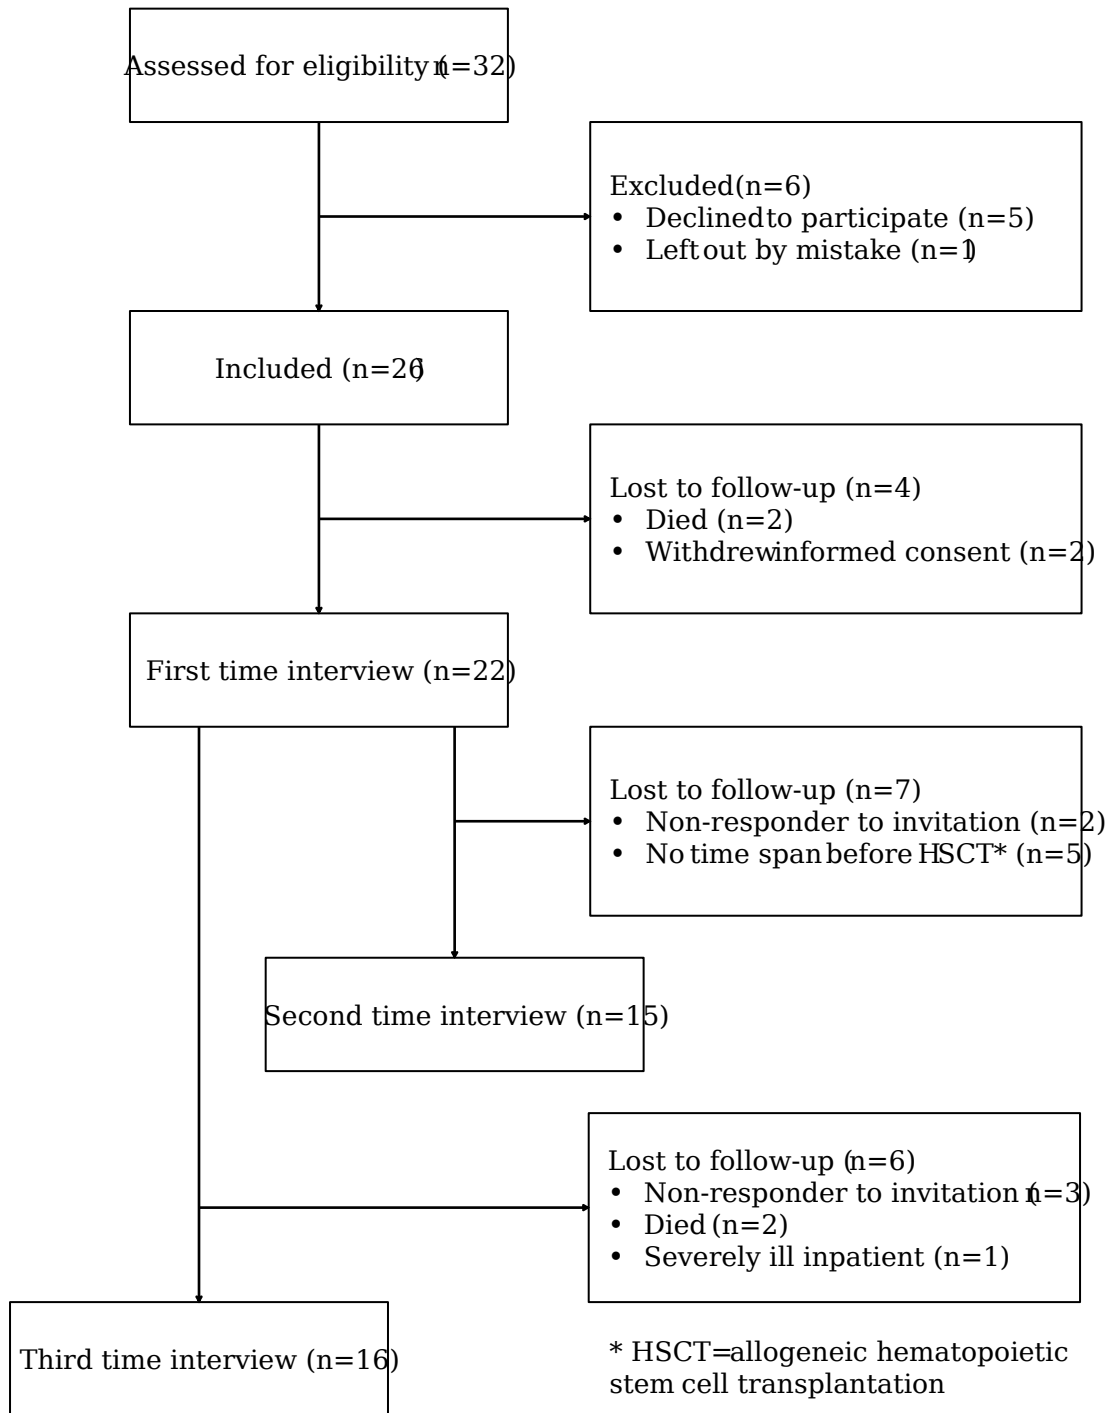 Assessed for eligibility (n=32)
Excluded (n=6)
• Declined to participate (n=5)
• Left out by mistake (n=1)
Included (n=26)
Lost to follow-up (n=4)
• Died (n=2)
• Withdrew informed consent (n=2)
First time interview (n=22)
Lost to follow-up (n=7)
• Non-responder to invitation (n=2)
• No time span before HSCT* (n=5)
Second time interview (n=15)
Lost to follow-up (n=6)
• Non-responder to invitation (n=3)
• Died (n=2)
• Severely ill inpatient (n=1)
Third time interview (n=16)
* HSCT=allogeneic hematopoietic
stem cell transplantation